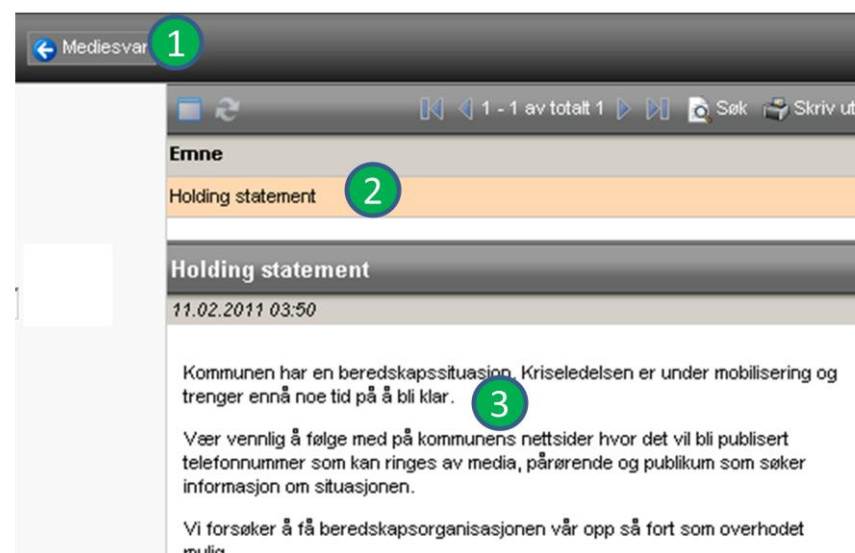 Mediesvar 1
1 - 1 av totalt 1 Søk Skriv ut
Emne
Holding statement 2
Holding statement
11.02.2011 03:50
Kommunen har en beredskapssituasjon. Kriseledelsen er under mobilisering og
trenger ennå noe tid på å bli klar. 3
Vær vennlig å følge med på kommunens nettsider hvor det vil bli publisert
telefonnummer som kan ringes av media, pårørende og publikum som søker
informasjon om situasjonen.
Vi forsøker å få beredskapsorganisasjonen vår opp så fort som overhodet
mulig